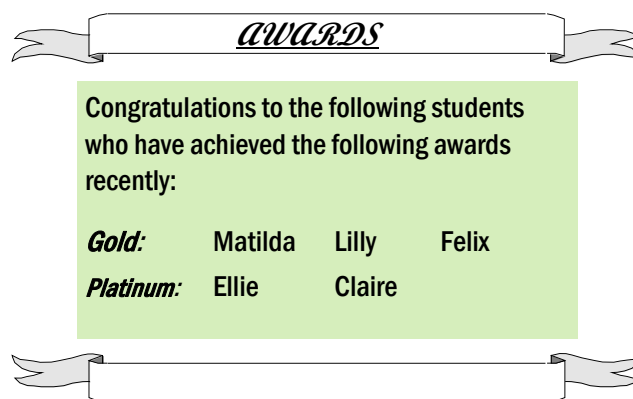 AWARDS
Congratulations to the following students
who have achieved the following awards
recently:
Gold: Matilda Lilly Felix
Platinum: Ellie Claire